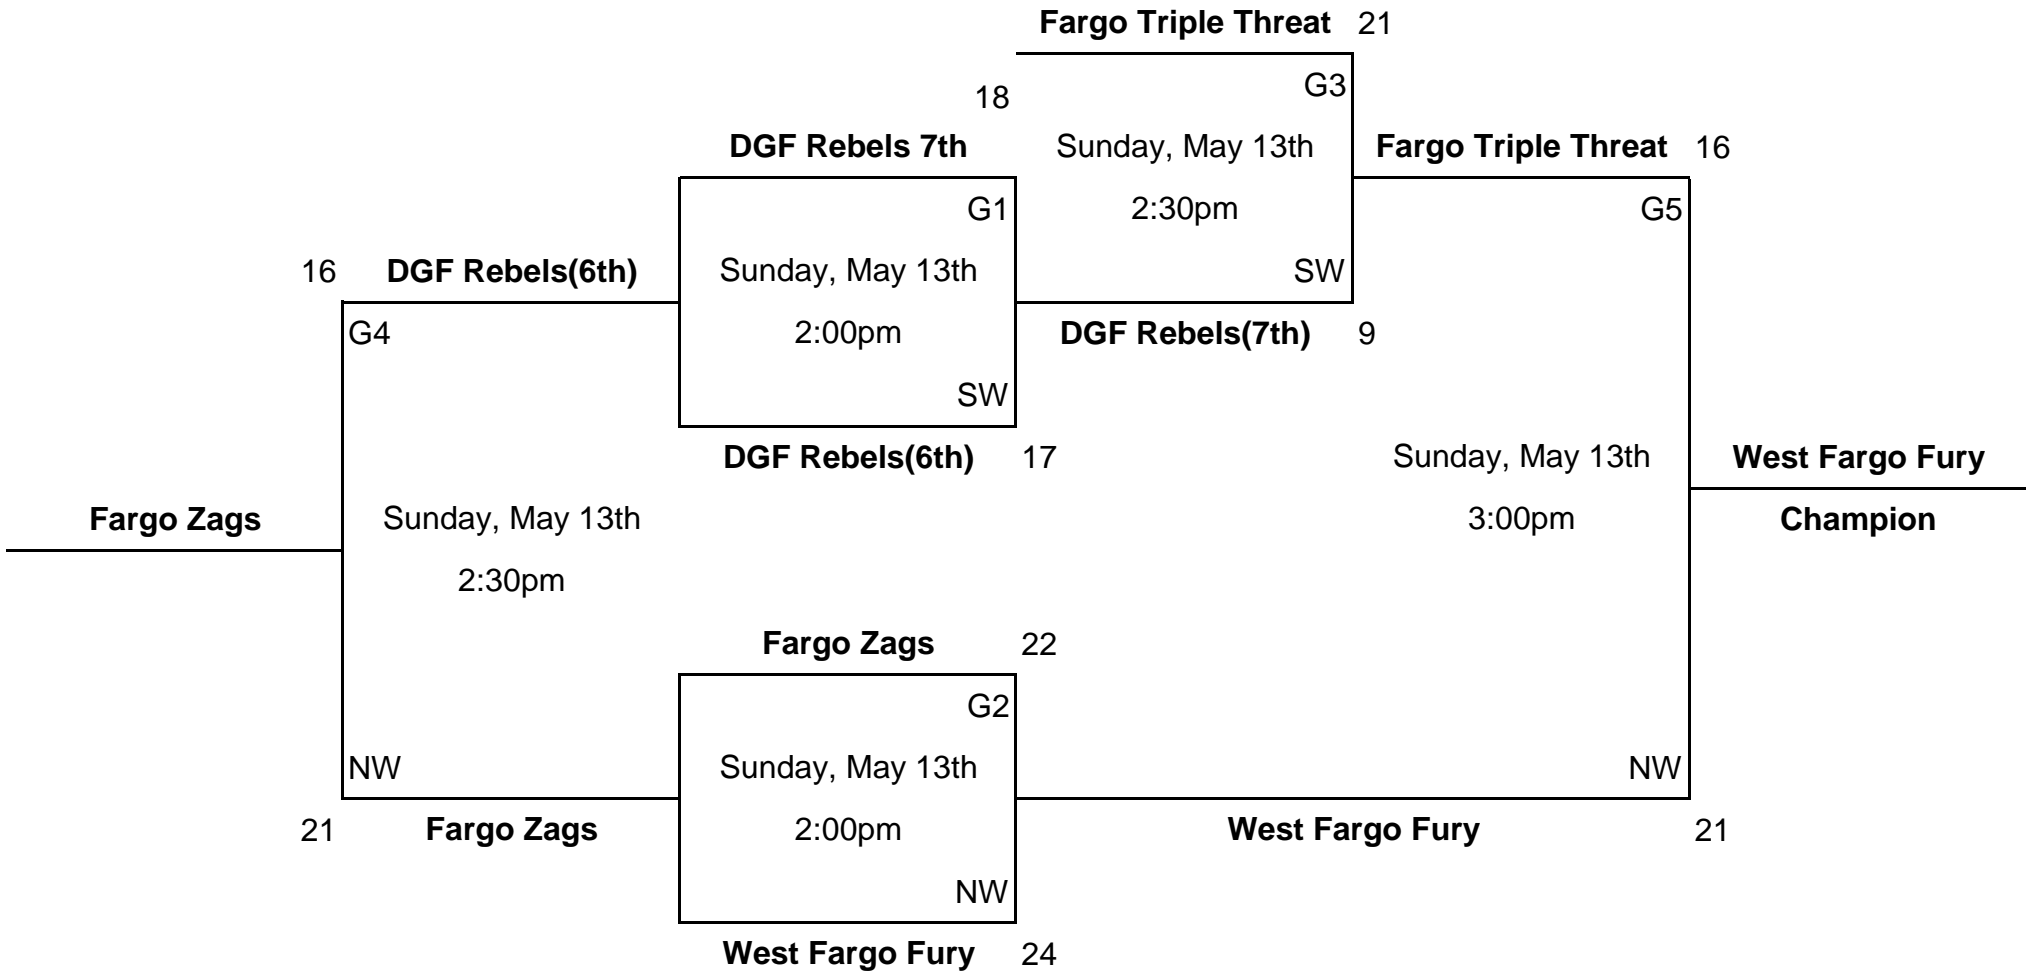 Fargo Triple Threat 21
18 G3
DGF Rebels 7th Sunday, May 13th Fargo Triple Threat 16
G1 2:30pm G5
16 DGF Rebels(6th) Sunday, May 13th SW
G4 2:00pm DGF Rebels(7th) 9
SW
DGF Rebels(6th) 17 Sunday, May 13th West Fargo Fury
Fargo Zags Sunday, May 13th 3:00pm Champion
2:30pm
Fargo Zags 22
G2
NW Sunday, May 13th NW
21 Fargo Zags 2:00pm West Fargo Fury 21
NW
West Fargo Fury 24